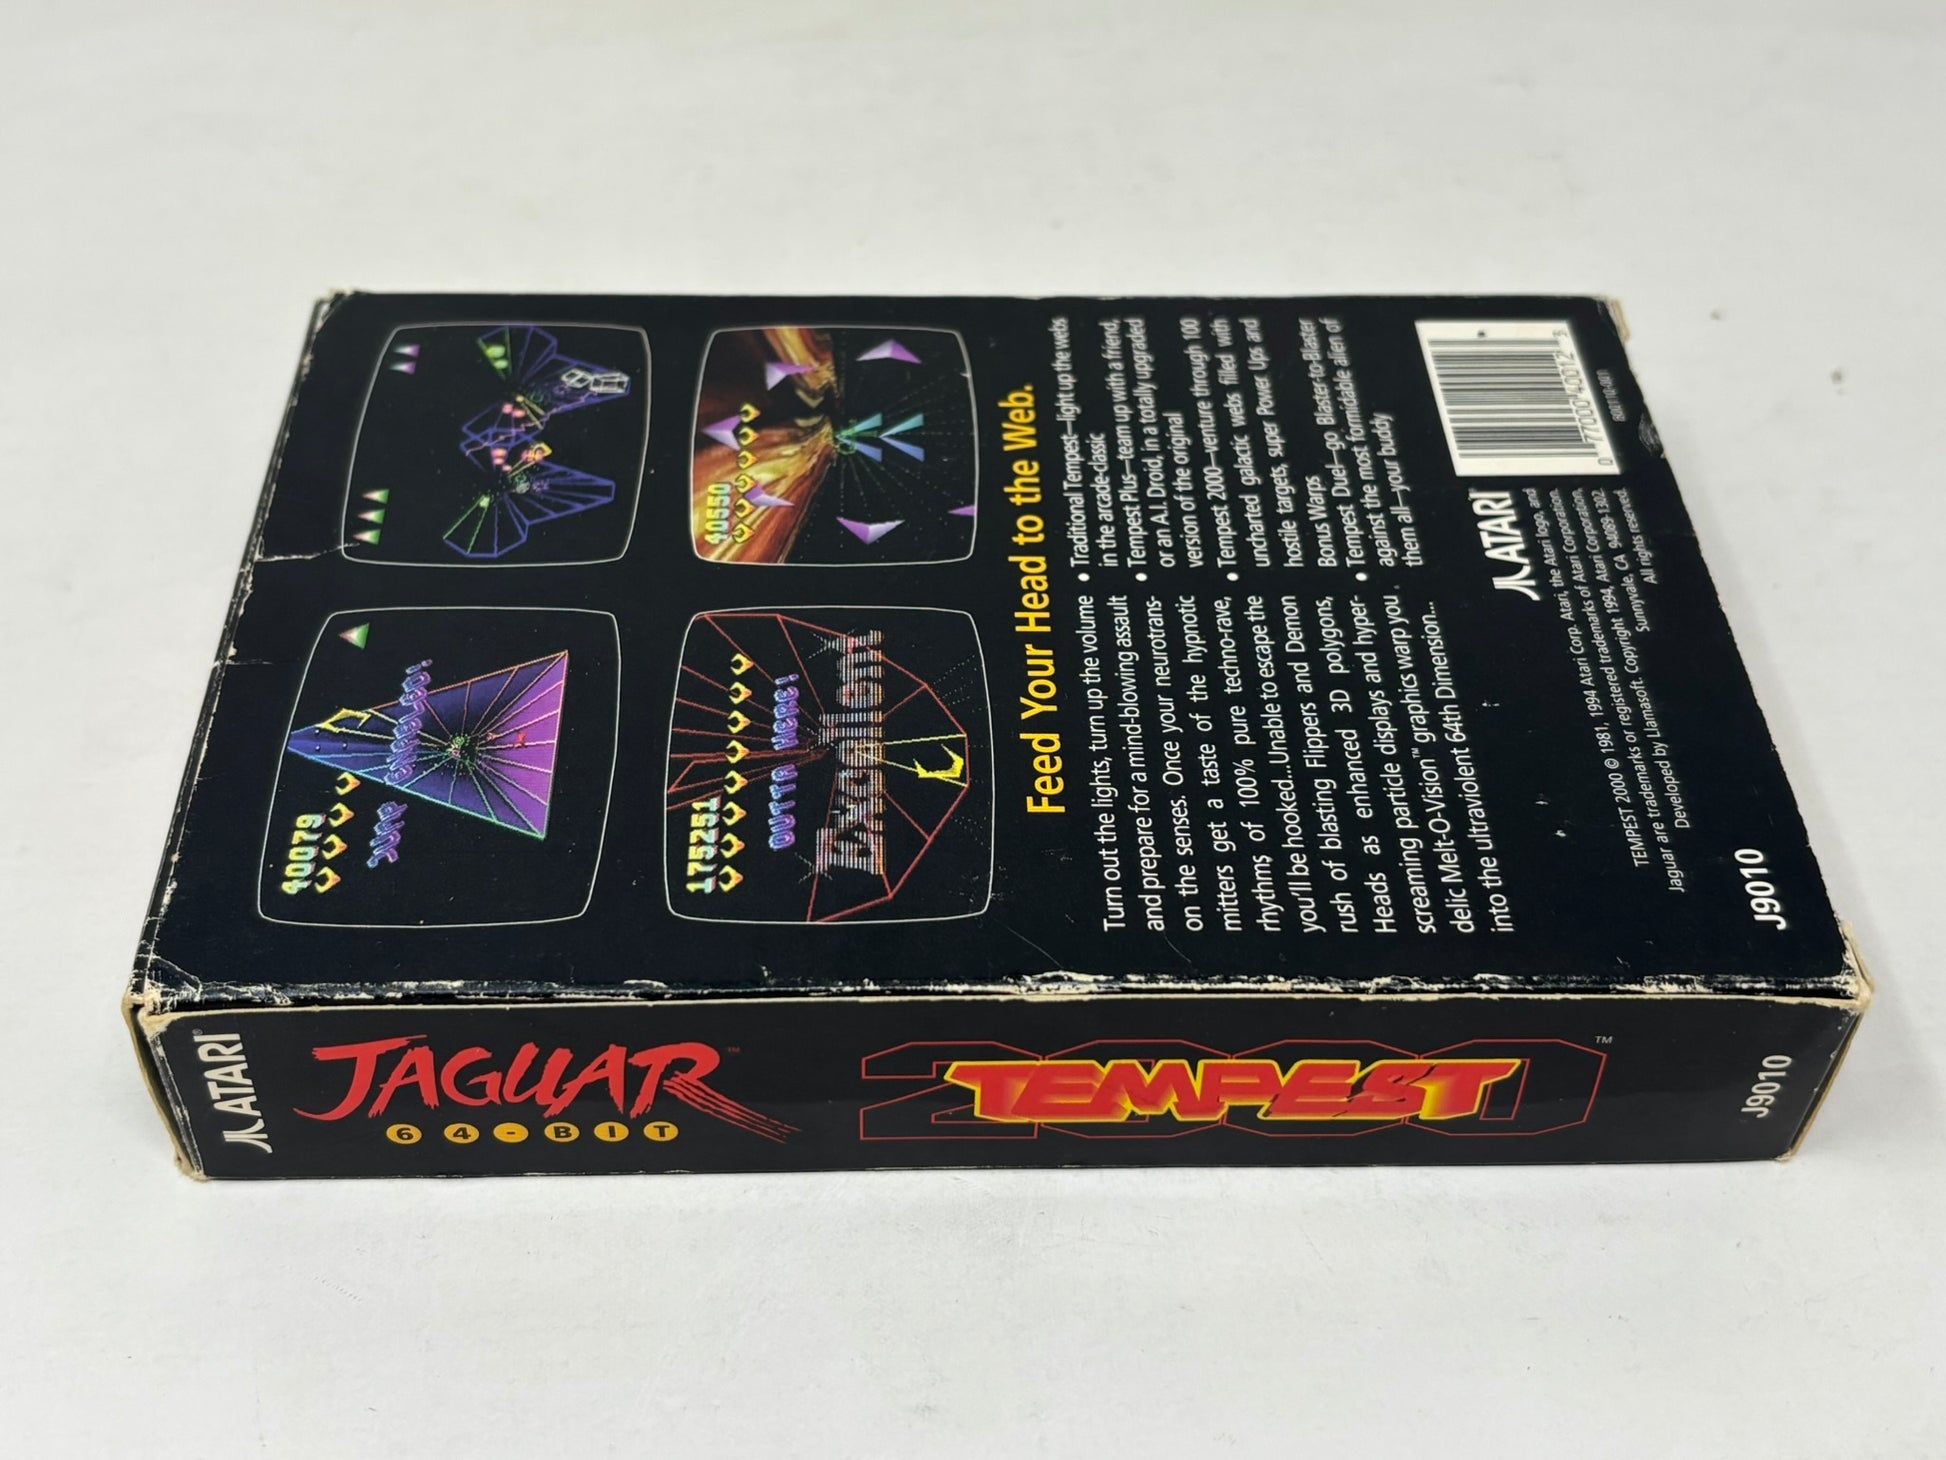 40079
JUMP ENABLED!
175251
OUTTA HERE!
Excellent
40550
Feed Your Head to the Web.
Turn out the lights, turn up the volume
and prepare for a mind-blowing assault
on the senses. Once your neurotrans-
mitters get a taste of the hypnotic
rhythms of 100% pure techno-rave,
you'll be hooked...Unable to escape the
rush of blasting Flippers and Demon
Heads as enhanced 3D polygons,
screaming particle displays and hyper-
delic Melt-O-Vision™ graphics warp you
into the ultraviolent 64th Dimension...
• Traditional Tempest—light up the webs
in the arcade-classic
• Tempest Plus—team up with a friend,
or an A.I. Droid, in a totally upgraded
version of the original
• Tempest 2000—venture through 100
uncharted galactic webs filled with
hostile targets, super Power Ups and
Bonus Warps
• Tempest Duel—go Blaster-to-Blaster
against the most formidable alien of
them all—your buddy
ATARI
TEMPEST 2000 © 1981, 1994 Atari Corp. Atari, the Atari logo, and
Jaguar are trademarks or registered trademarks of Atari Corporation.
Developed by Llamasoft. Copyright 1994, Atari Corporation,
Sunnyvale, CA 94089-1302
All rights reserved.
0 77000 40012 3
J9010
ATARI®
JAGUAR™
64-BIT
TEMPEST
2000™
J9010